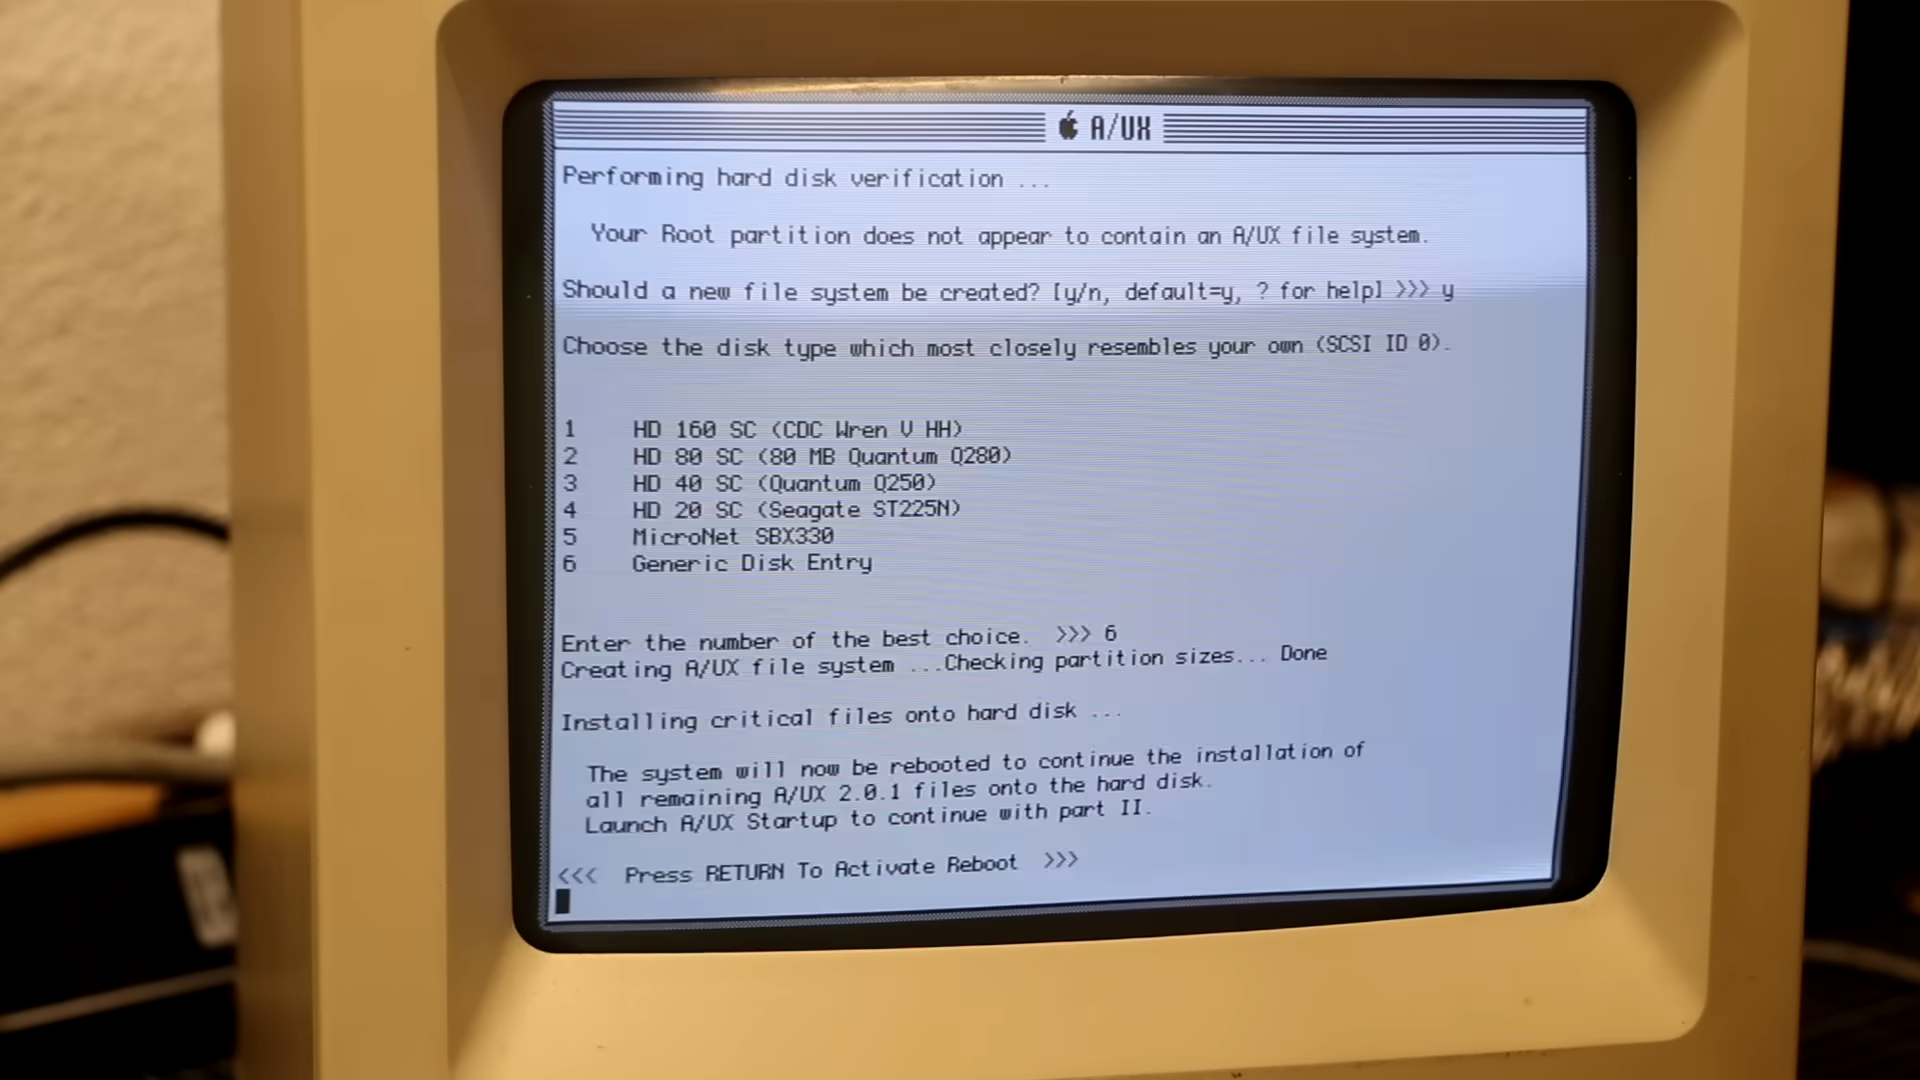 A/UX
Performing hard disk verification ...
Your Root partition does not appear to contain an A/UX file system.
Should a new file system be created? [y/n, default=y, ? for help] >>> y
Choose the disk type which most closely resembles your own (SCSI ID 0).
1 HD 160 SC (CDC Wren V HH)
2 HD 80 SC (80 MB Quantum Q280)
3 HD 40 SC (Quantum Q250)
4 HD 20 SC (Seagate ST225N)
5 MicroNet SBX330
6 Generic Disk Entry
Enter the number of the best choice. >>> 6
Creating A/UX file system ...Checking partition sizes... Done
Installing critical files onto hard disk ...
The system will now be rebooted to continue the installation of
all remaining A/UX 2.0.1 files onto the hard disk.
Launch A/UX Startup to continue with part II.
<<< Press RETURN To Activate Reboot >>>